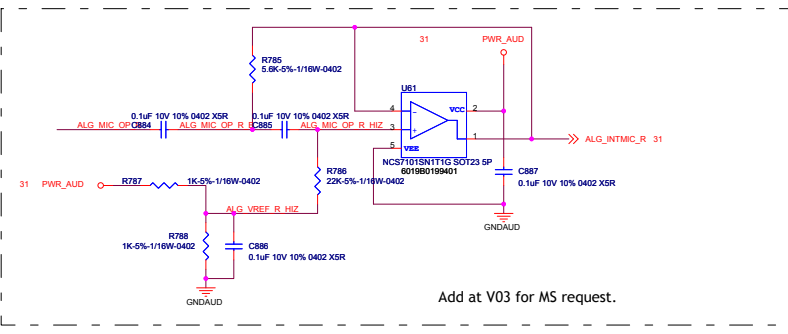 31
PWR_AUD
R785
5.6K-5%-1/16W-0402
U61
4
VCC
2
0.1uF 10V 10% 0402 X5R
0.1uF 10V 10% 0402 X5R
ALG_MIC_OP
C884
ALG_MIC_OP_R
C885
ALG_MIC_OP_R_HIZ
3
1
ALG_INTMIC_R 31
5
VEE
NCS7101SN1T1G SOT23 5P
6019B0199401
C887
0.1uF 10V 10% 0402 X5R
R786
22K-5%-1/16W-0402
31 PWR_AUD
R787
1K-5%-1/16W-0402
ALG_VREF_R_HIZ
GNDAUD
R788
1K-5%-1/16W-0402
C886
0.1uF 10V 10% 0402 X5R
GNDAUD
Add at V03 for MS request.